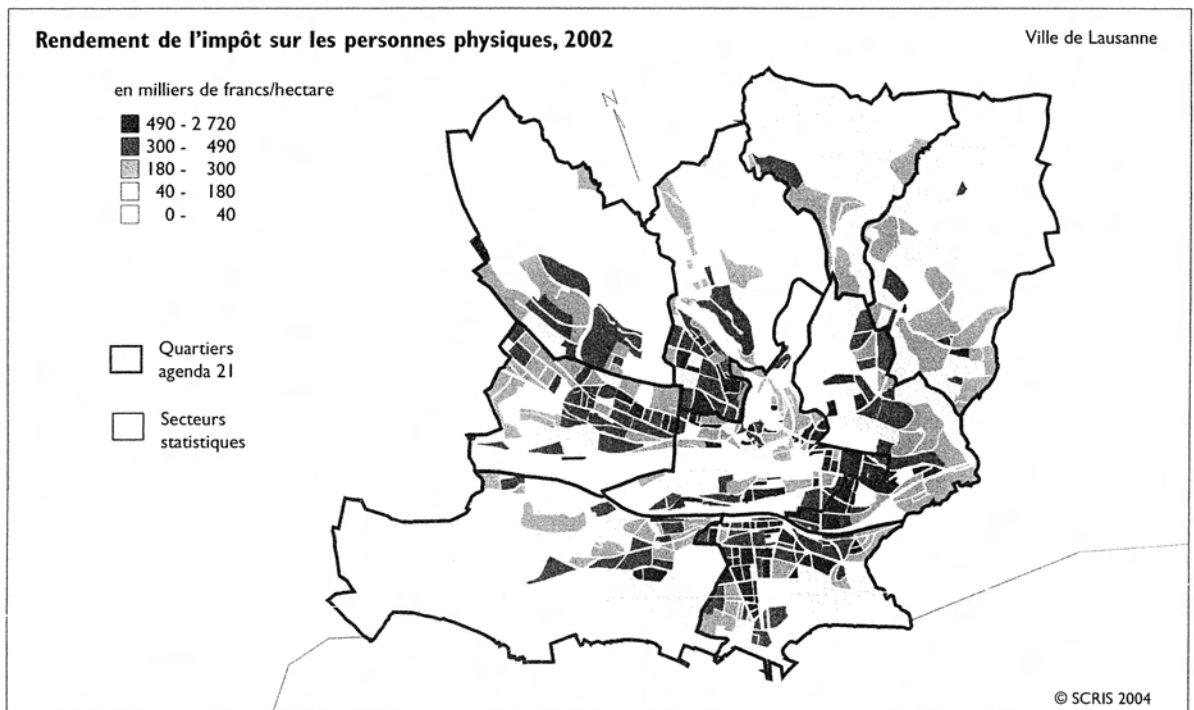 Rendement de l'impôt sur les personnes physiques, 2002
Ville de Lausanne
en milliers de francs/hectare
490 - 2 720
300 - 490
180 - 300
40 - 180
0 - 40
N
Quartiers
agenda 21
Secteurs
statistiques
© SCRIS 2004